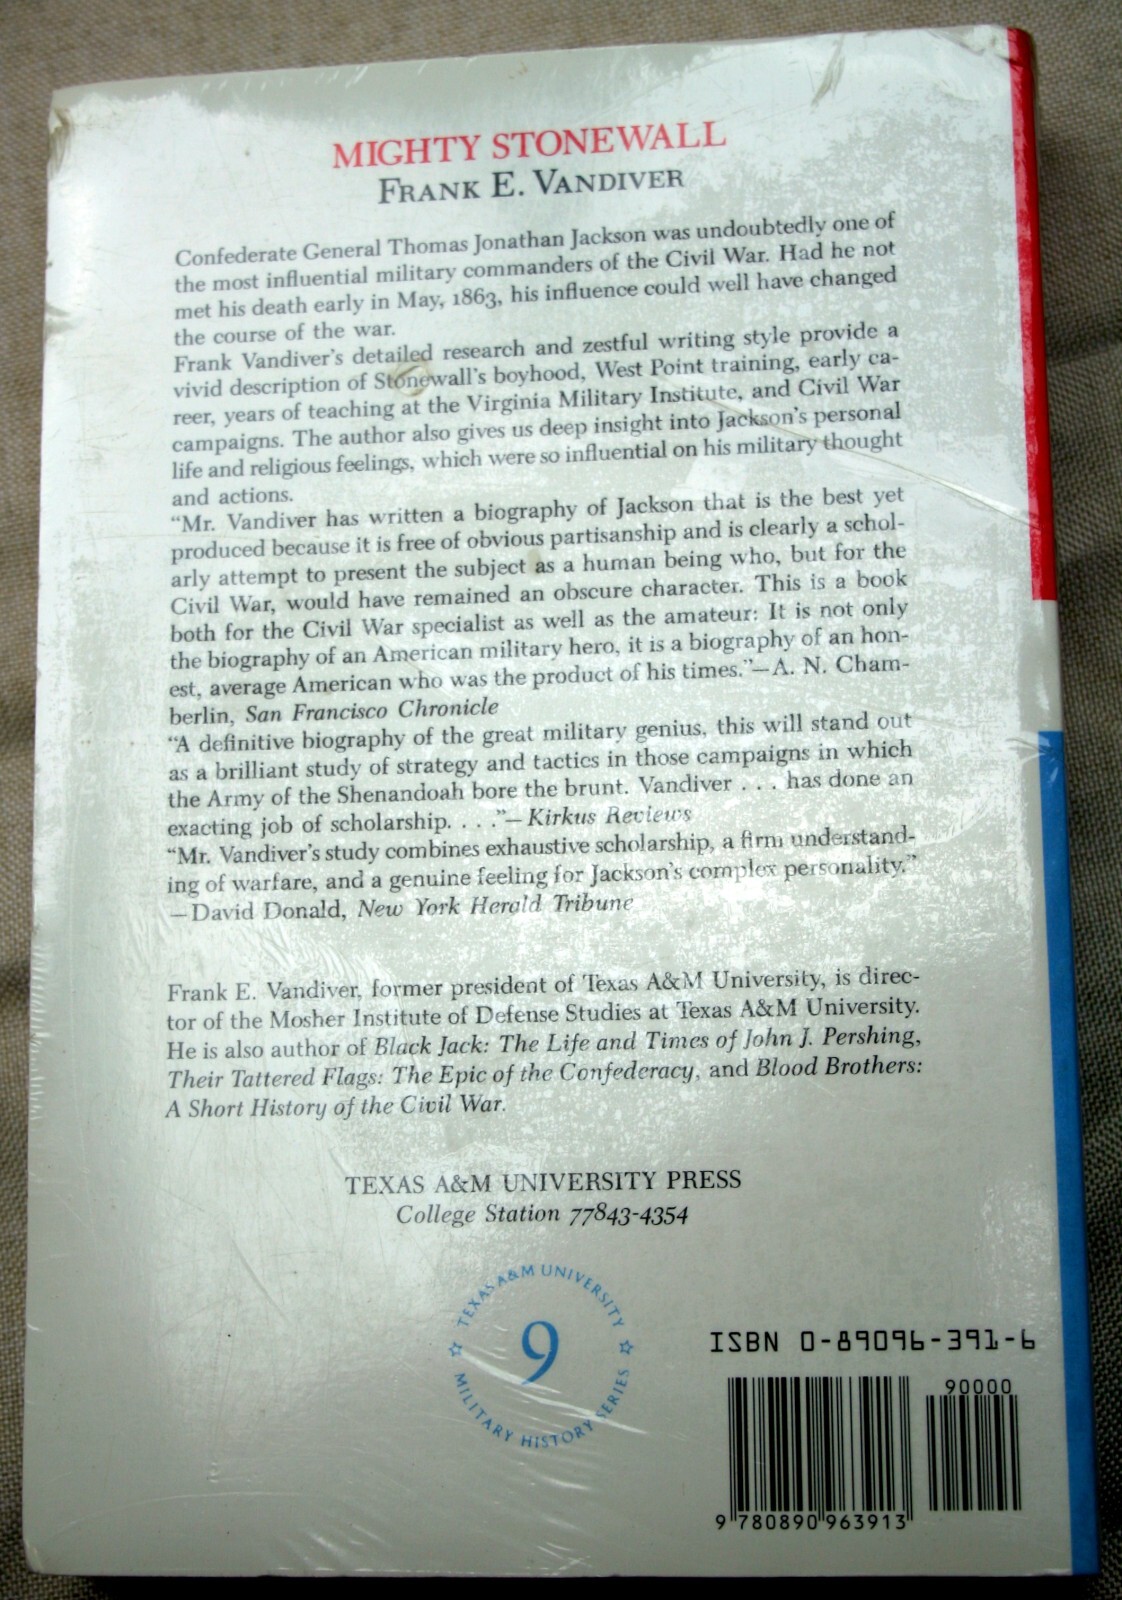 MIGHTY STONEWALL
FRANK E. VANDIVER
Confederate General Thomas Jonathan Jackson was undoubtedly one of
the most influential military commanders of the Civil War. Had he not
met his death early in May, 1863, his influence could well have changed
the course of the war.
Frank Vandiver's detailed research and zestful writing style provide a
vivid description of Stonewall's boyhood, West Point training, early ca-
reer, years of teaching at the Virginia Military Institute, and Civil War
campaigns. The author also gives us deep insight into Jackson's personal
life and religious feelings, which were so influential on his military thought
and actions.
"Mr. Vandiver has written a biography of Jackson that is the best yet
produced because it is free of obvious partisanship and is clearly a schol-
arly attempt to present the subject as a human being who, but for the
Civil War, would have remained an obscure character. This is a book
both for the Civil War specialist as well as the amateur: It is not only
the biography of an American military hero, it is a biography of an hon-
est, average American who was the product of his times."—A. N. Cham-
berlin, San Francisco Chronicle
"A definitive biography of the great military genius, this will stand out
as a brilliant study of strategy and tactics in those campaigns in which
the Army of the Shenandoah bore the brunt. Vandiver . . . has done an
exacting job of scholarship. . . ."—Kirkus Reviews
"Mr. Vandiver's study combines exhaustive scholarship, a firm understand-
ing of warfare, and a genuine feeling for Jackson's complex personality."
—David Donald, New York Herald Tribune
Frank E. Vandiver, former president of Texas A&M University, is direc-
tor of the Mosher Institute of Defense Studies at Texas A&M University.
He is also author of Black Jack: The Life and Times of John J. Pershing,
Their Tattered Flags: The Epic of the Confederacy, and Blood Brothers:
A Short History of the Civil War.
TEXAS A&M UNIVERSITY PRESS
College Station 77843-4354
TEXAS A&M UNIVERSITY
9
MILITARY HISTORY SERIES
ISBN 0-89096-391-6
90000
9 780890 963913